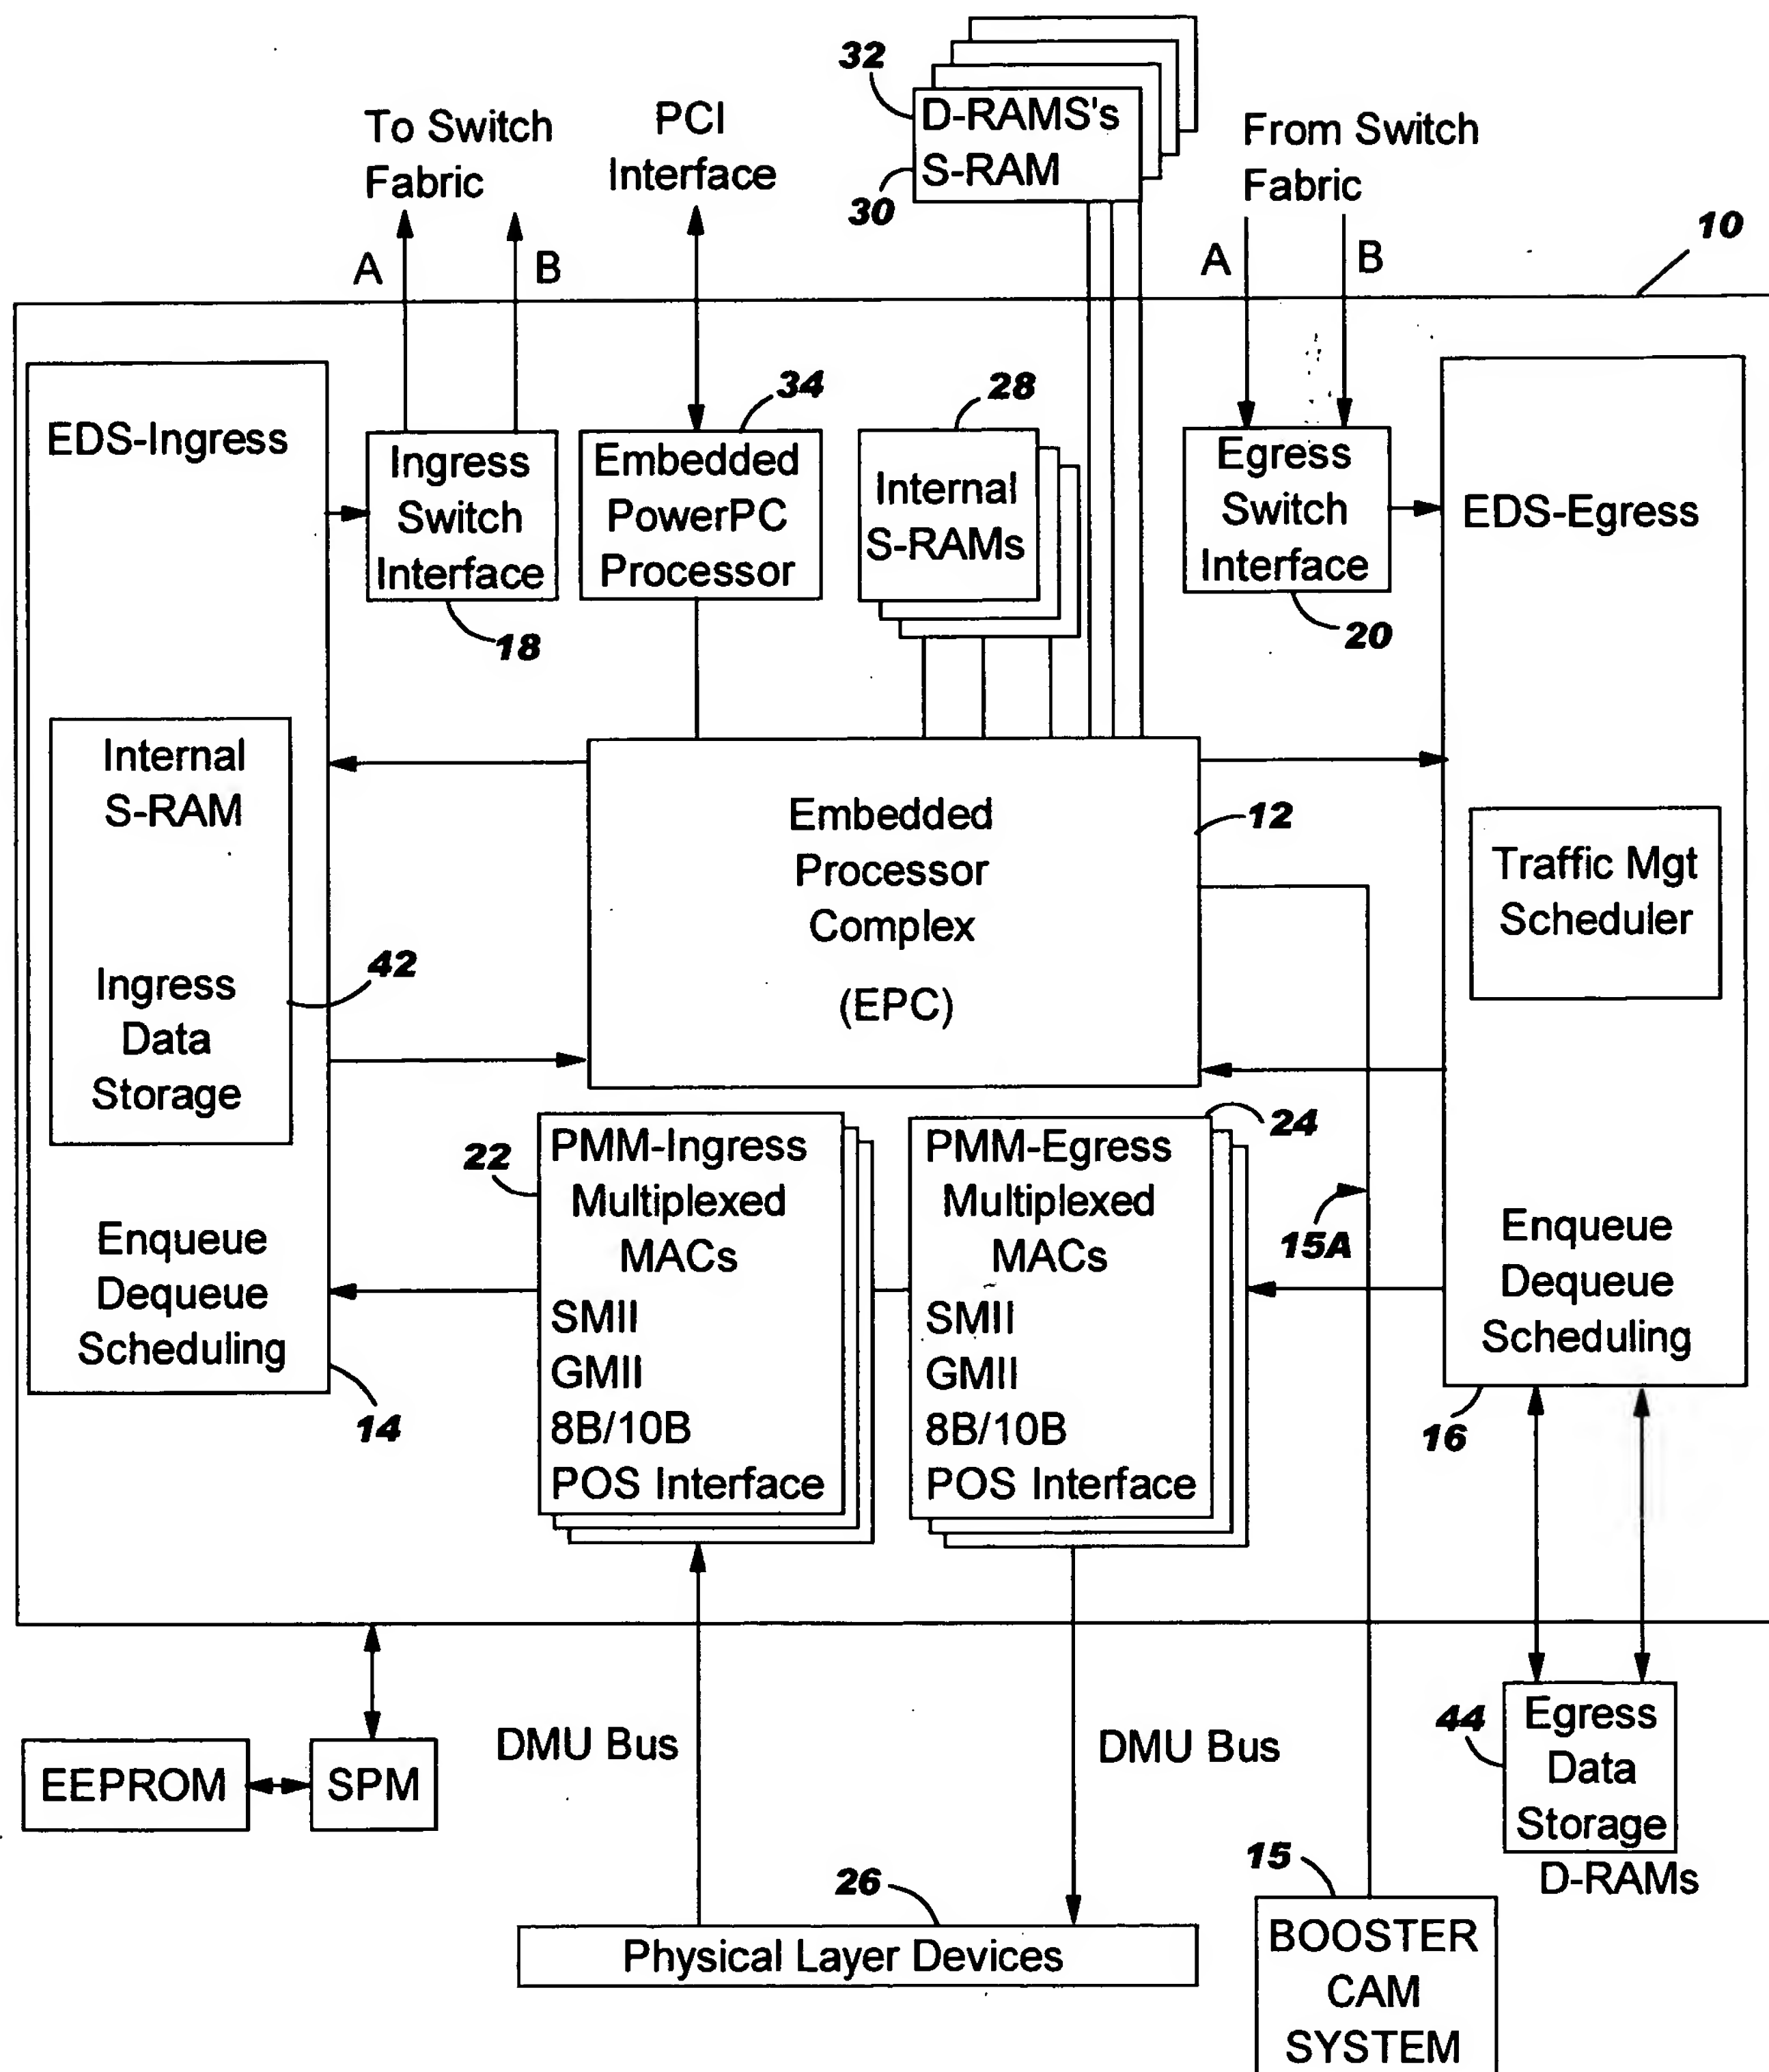 32
D-RAMS's
S-RAM
30
To Switch
Fabric
PCI
Interface
From Switch
Fabric
10
A
B
A
B
34
28
EDS-Ingress
Ingress
Switch
Interface
18
Embedded
PowerPC
Processor
Internal
S-RAMs
Egress
Switch
Interface
20
EDS-Egress
Internal
S-RAM
Ingress
Data
Storage
42
Embedded
Processor
Complex
(EPC)
12
Traffic Mgt
Scheduler
22
PMM-Ingress
Multiplexed
MACs
SMII
GMII
8B/10B
POS Interface
24
PMM-Egress
Multiplexed
MACs
SMII
GMII
8B/10B
POS Interface
15A
Enqueue
Dequeue
Scheduling
14
Enqueue
Dequeue
Scheduling
16
EEPROM
SPM
DMU Bus
DMU Bus
44
Egress
Data
Storage
D-RAMs
26
Physical Layer Devices
15
BOOSTER
CAM
SYSTEM